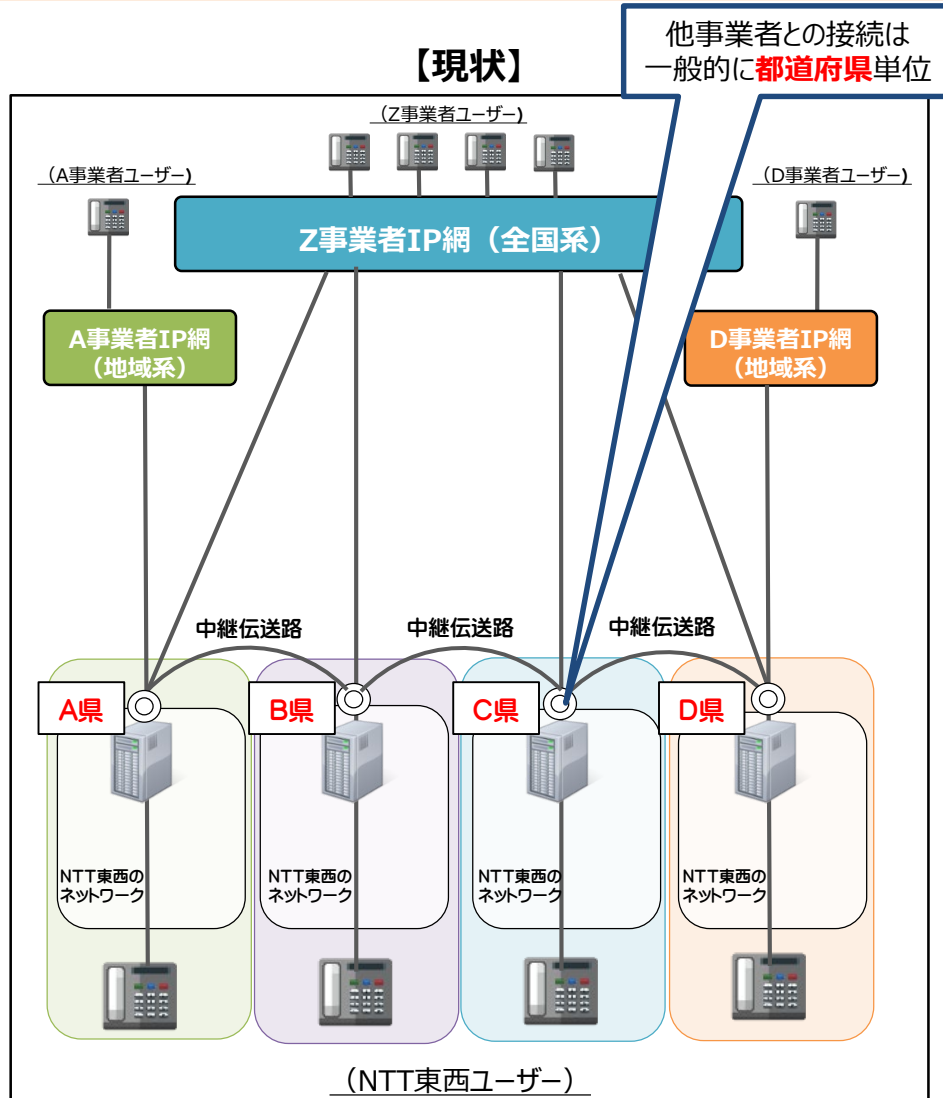 【現状】
他事業者との接続は
一般的に都道府県単位
（Z事業者ユーザー)
（A事業者ユーザー)
（D事業者ユーザー)
Z事業者IP網（全国系）
A事業者IP網
（地域系）
D事業者IP網
（地域系）
中継伝送路
中継伝送路
中継伝送路
A県
B県
C県
D県
NTT東西の
ネットワーク
NTT東西の
ネットワーク
NTT東西の
ネットワーク
NTT東西の
ネットワーク
（NTT東西ユーザー）